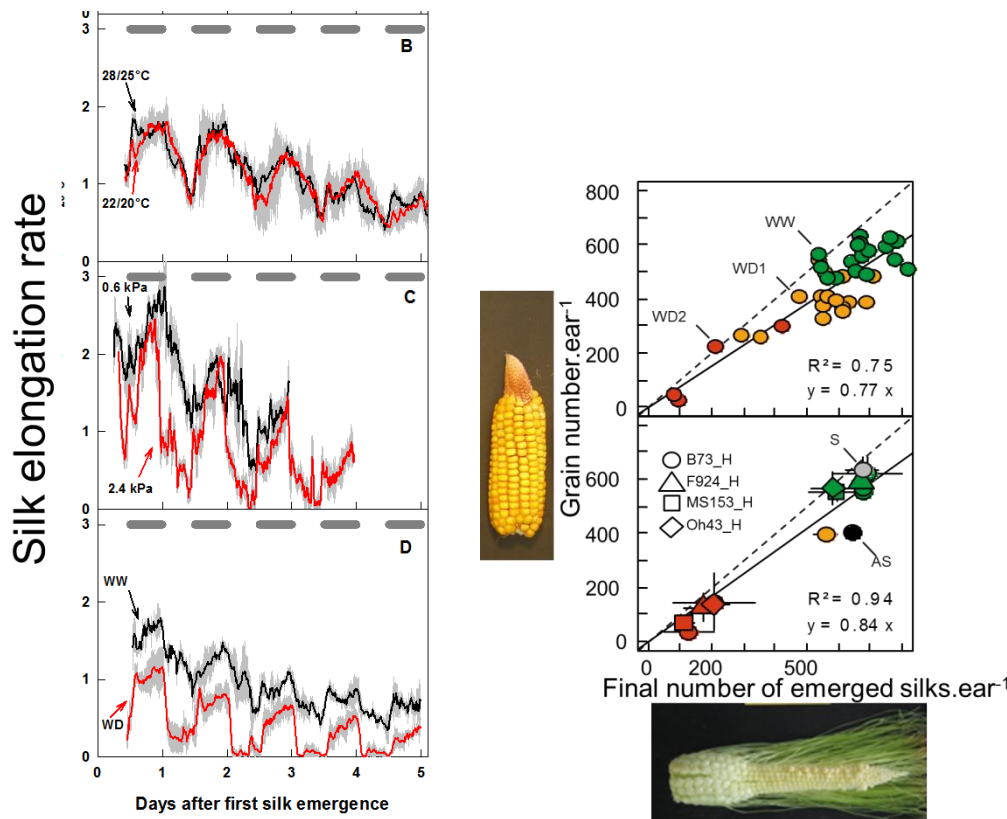 Silk elongation rate
0
3
B
28/25°C
2
1
22/20°C
0
3
0.6 kPa
C
2
1
2.4 kPa
0
3
D
WW
2
1
WD
0
0 1 2 3 4 5
Days after first silk emergence
Grain number.ear-1
800
WW
600
WD1
400
WD2
200
R² = 0.75
y = 0.77 x
0
S
B73_H
600
F924_H
MS153_H
Oh43_H
400
AS
200
R² = 0.94
y = 0.84 x
0
0 200 500
Final number of emerged silks.ear-1